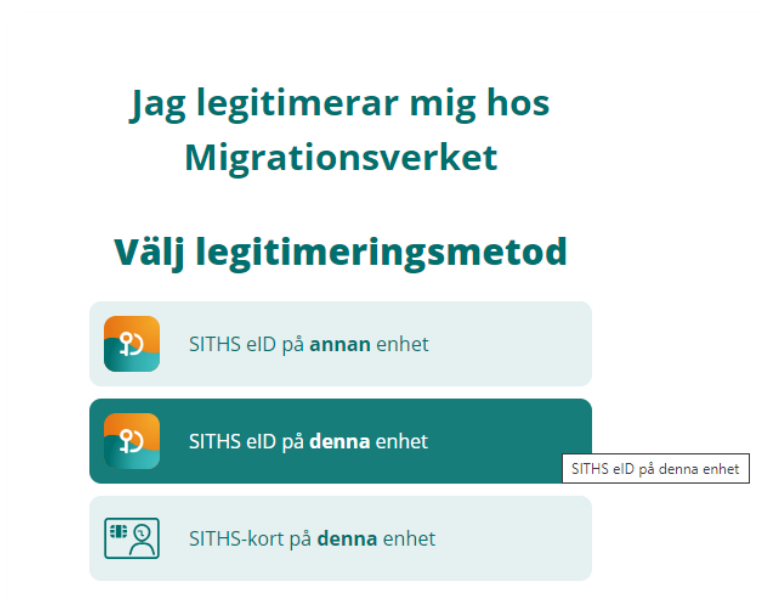 Jag legitimerar mig hos
Migrationsverket
Välj legitimeringsmetod
SITHS eID på annan enhet
SITHS eID på denna enhet
SITHS eID på denna enhet
SITHS-kort på denna enhet